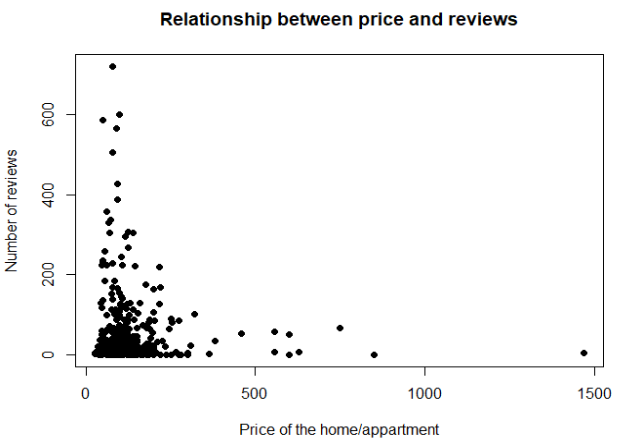 Relationship between price and reviews
Number of reviews
600
400
200
0
0 500 1000 1500
Price of the home/appartment